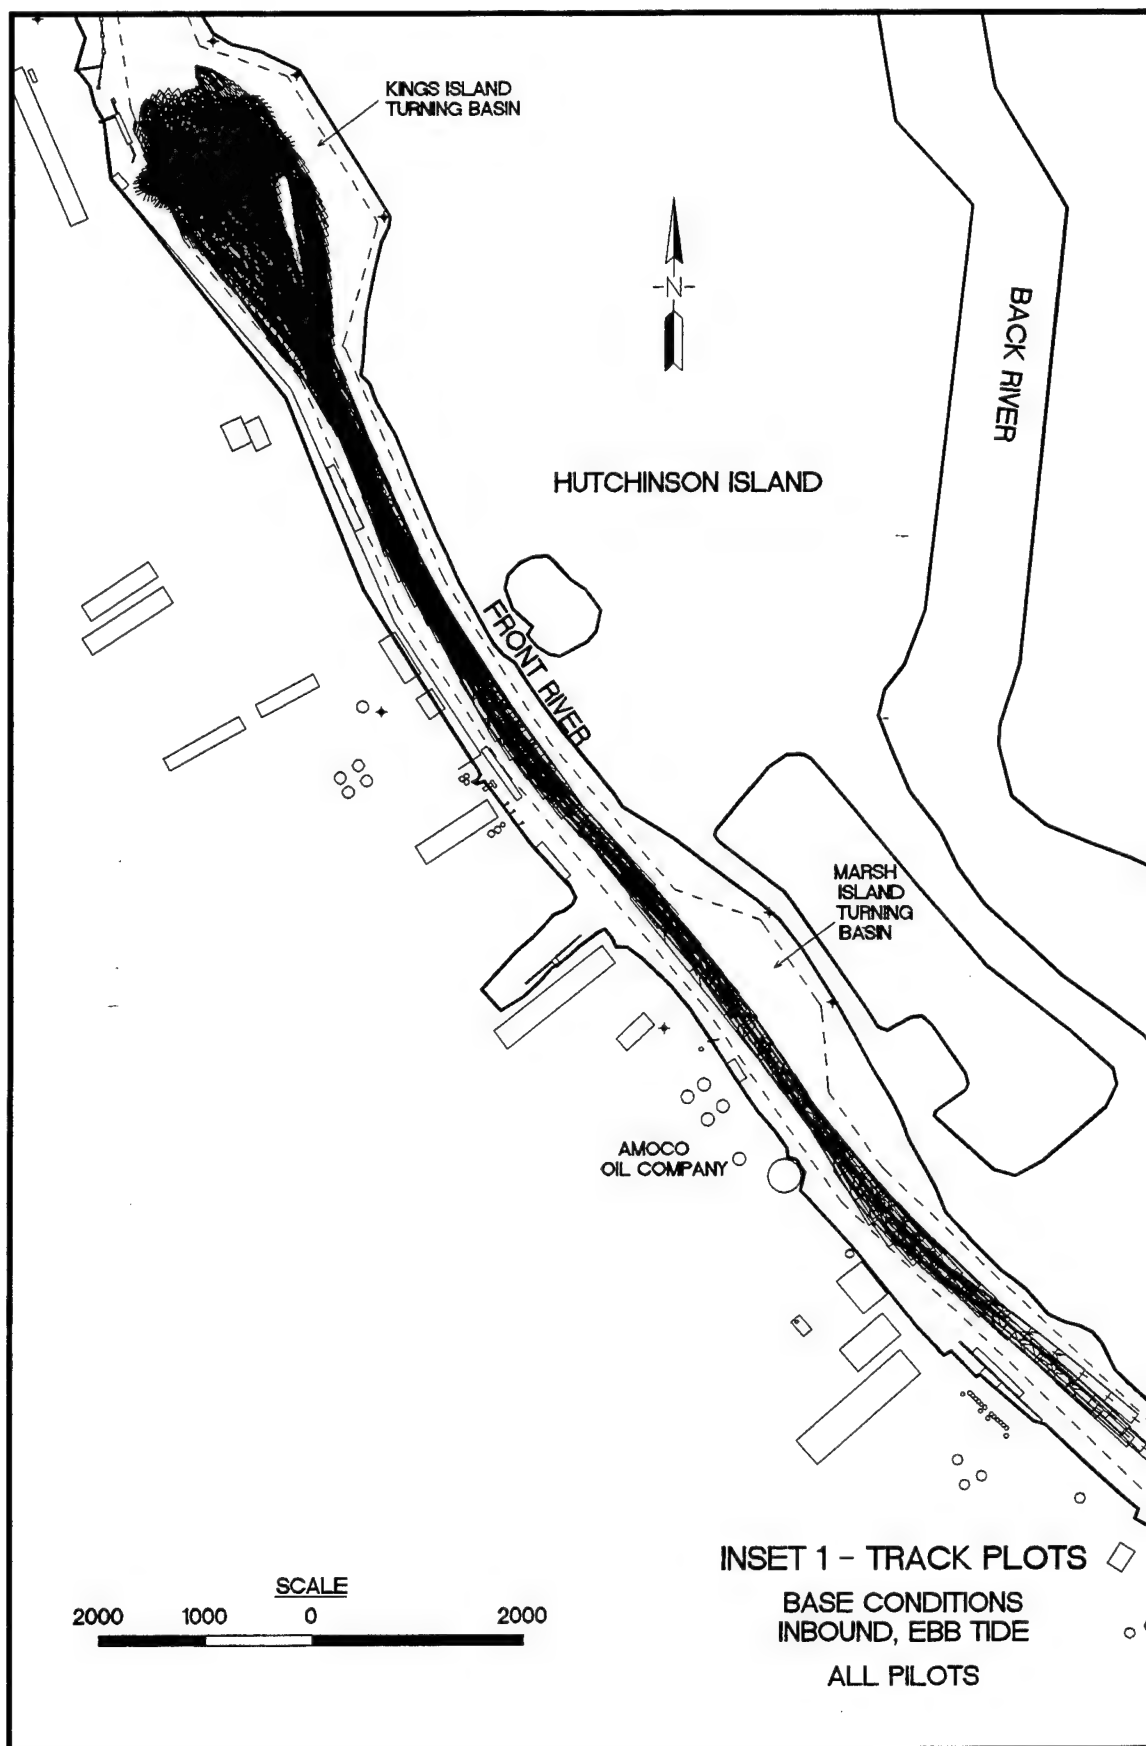 KINGS ISLAND
TURNING BASIN
N
BACK RIVER
HUTCHINSON ISLAND
FRONT RIVER
MARSH
ISLAND
TURNING
BASIN
AMOCO
OIL COMPANY
INSET 1 - TRACK PLOTS
BASE CONDITIONS
INBOUND, EBB TIDE
ALL PILOTS
SCALE
2000 1000 0 2000